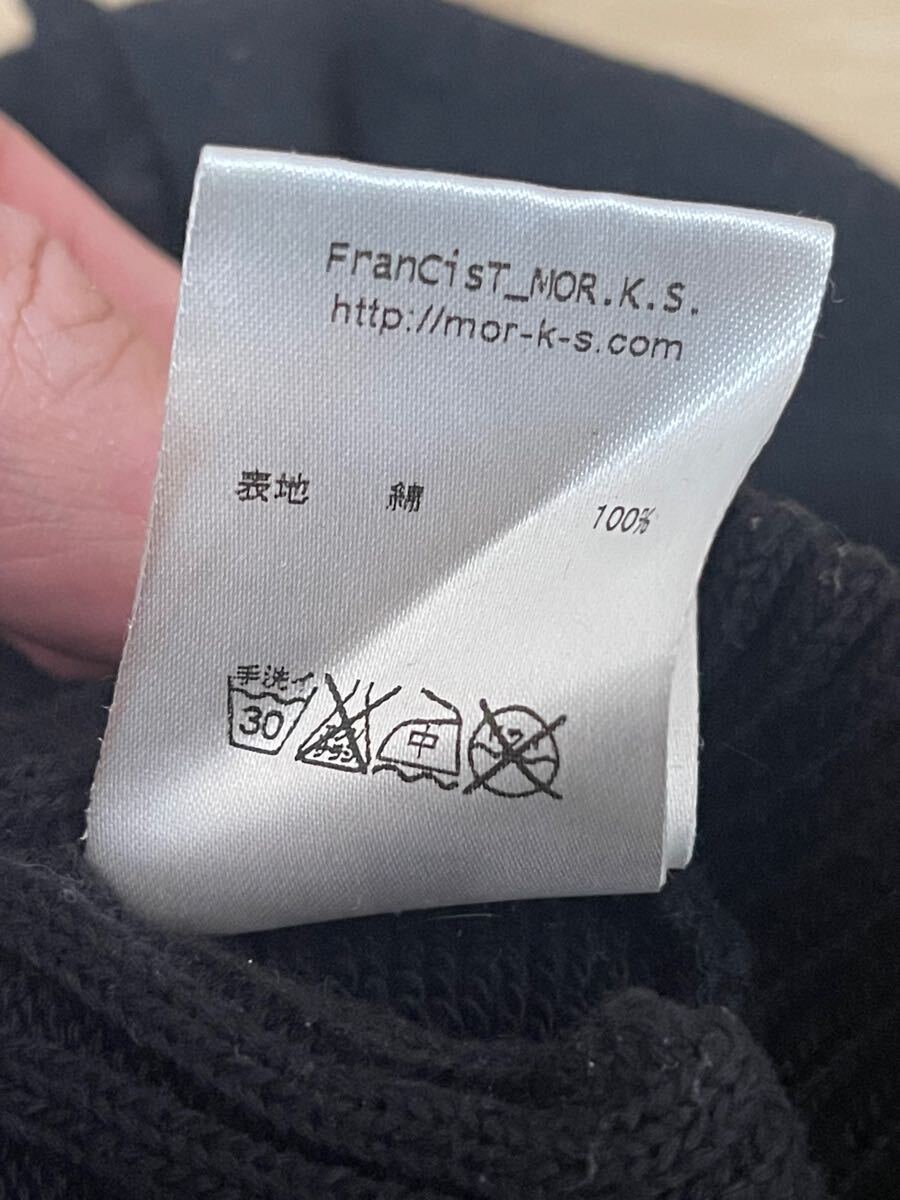 FranCisT_MOR.K.S.
http://mor-k-s.com
表地 綿 100%
手洗イ
30 中